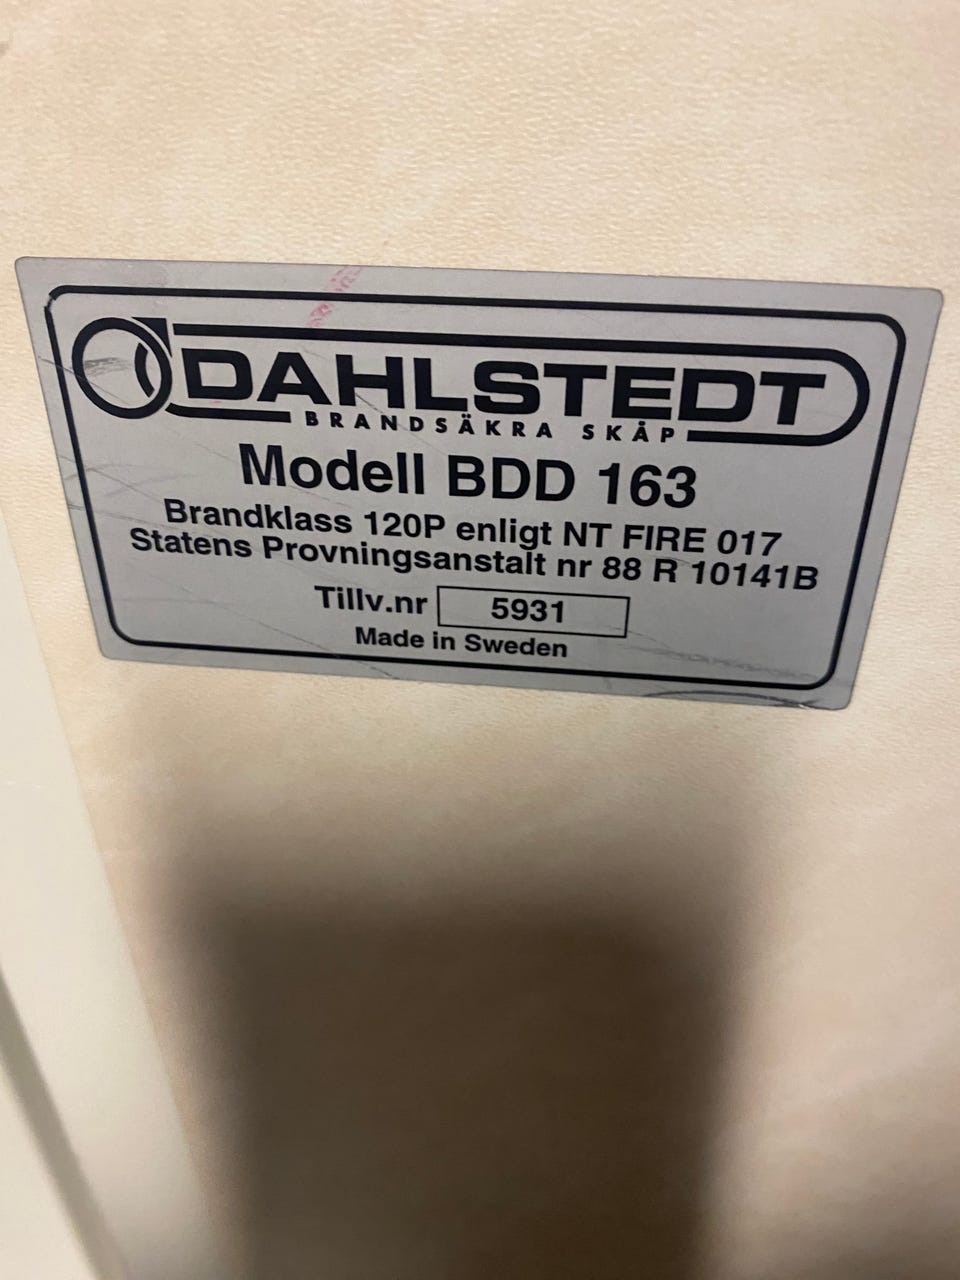 DAHLSTEDT
BRANDSÄKRA SKÅP
Modell BDD 163
Brandklass 120P enligt NT FIRE 017
Statens Provningsanstalt nr 88 R 10141B
Tillv.nr 5931
Made in Sweden